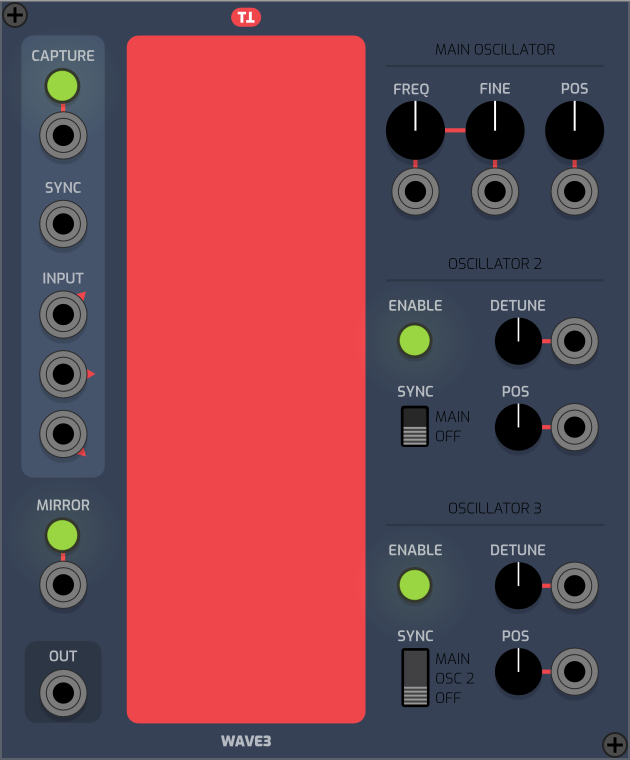 TT
CAPTURE
SYNC
INPUT
MIRROR
OUT
WAVE3
MAIN OSCILLATOR
FREQ FINE POS
OSCILLATOR 2
ENABLE DETUNE
SYNC POS
MAIN
OFF
OSCILLATOR 3
ENABLE DETUNE
SYNC POS
MAIN
OSC 2
OFF